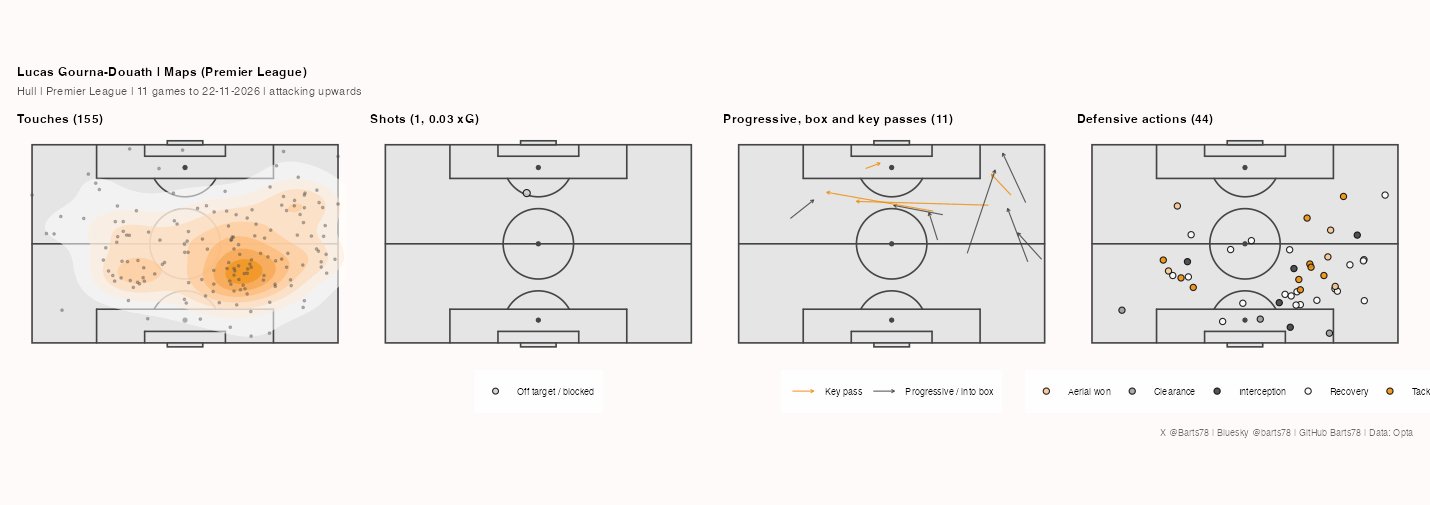 Lucas Gourna-Douath | Maps (Premier League)
Hull | Premier League | 11 games to 22-11-2026 | attacking upwards
Touches (155)
Shots (1, 0.03 xG)
Progressive, box and key passes (11)
Defensive actions (44)
Off target / blocked
Key pass
Progressive / into box
Aerial won
Clearance
Interception
Recovery
Tack
X @Barts78 | Bluesky @barts78 | GitHub Barts78 | Data: Opta